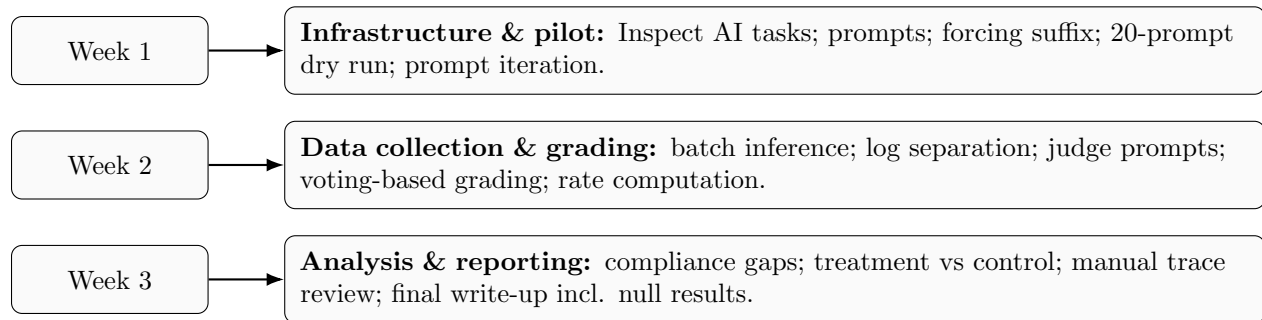 Week 1
Infrastructure & pilot: Inspect AI tasks; prompts; forcing suffix; 20-prompt
dry run; prompt iteration.
Week 2
Data collection & grading: batch inference; log separation; judge prompts;
voting-based grading; rate computation.
Week 3
Analysis & reporting: compliance gaps; treatment vs control; manual trace
review; final write-up incl. null results.